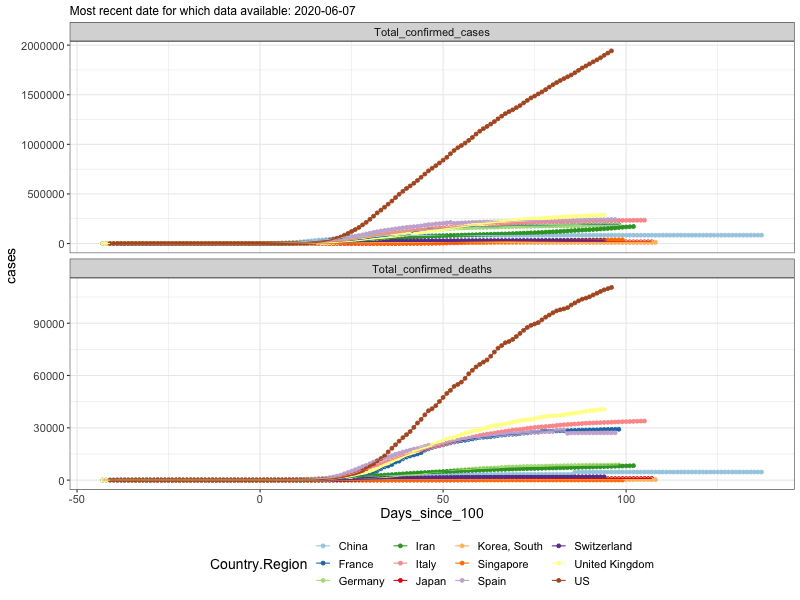 Most recent date for which data available: 2020-06-07
Total_confirmed_cases
2000000
1500000
1000000
500000
0
Total_confirmed_deaths
90000
60000
30000
0
cases
-50 0 50 100
Days_since_100
Country.Region
China Iran Korea, South Switzerland
France Italy Singapore United Kingdom
Germany Japan Spain US